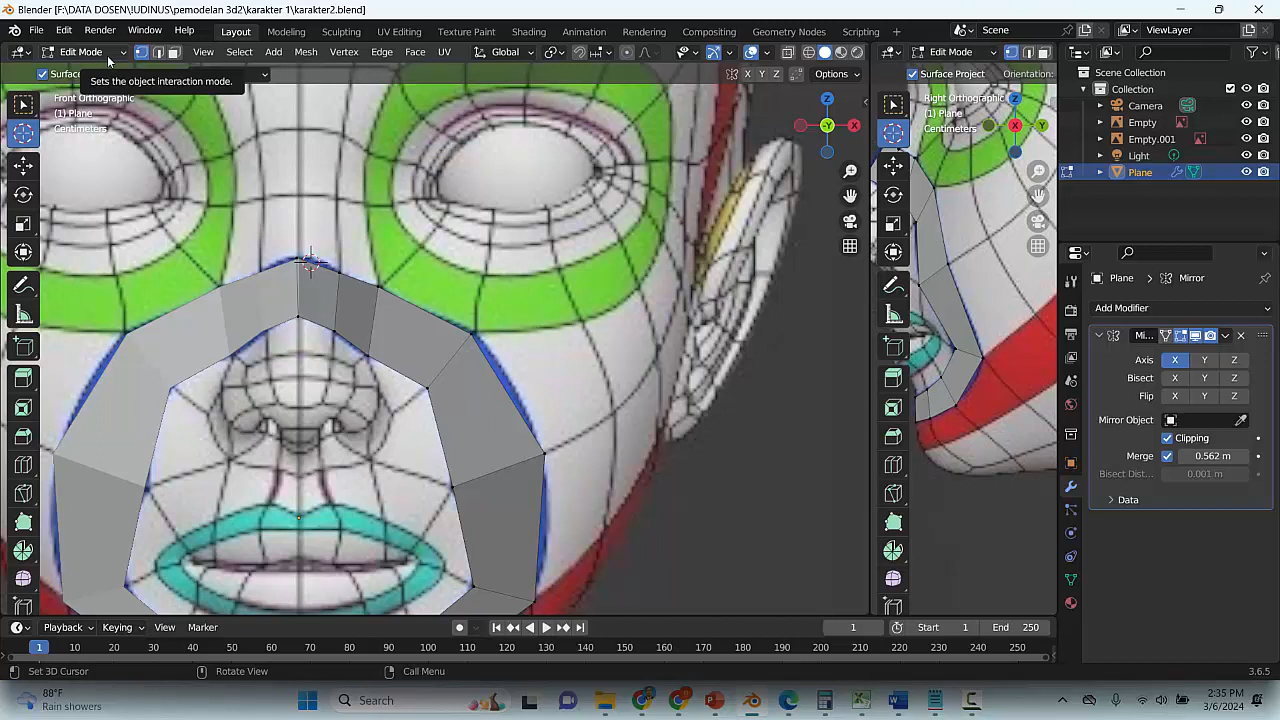 Blender [F:\DATA DOSEN\!UDINUS\pemodelan 3d2\karakter 1\karakter2.blend]
File Edit Render Window Help Layout Modeling Sculpting UV Editing Texture Paint Shading Animation Rendering Compositing Geometry Nodes Scripting Scene ViewLayer
Edit Mode View Select Add Mesh Vertex Edge Face UV Global Edit Mode
Surface Sets the object interaction mode. X Y Z Options Surface Project Orientation:
Front Orthographic
(1) Plane
Centimeters
Z
X
-Y
Right Orthographic
(1) Plane
Centimeters
Z
X
Y
Scene Collection
Collection
Camera
Empty
Empty.001
Light
Plane
Plane Mirror
Add Modifier
Mi...
Axis X Y Z
Bisect X Y Z
Flip X Y Z
Mirror Object
Clipping
Merge 0.562 m
Bisect Dist... 0.001 m
Data
Playback Keying View Marker 1 Start 1 End 250
1 10 20 30 40 50 60 70 80 90 100 110 120 130 140 150 160 170 180 190 200 210 220 230 240 250
Set 3D Cursor Rotate View Call Menu 3.6.5
88°F
Rain showers
Search
2:35 PM
3/6/2024